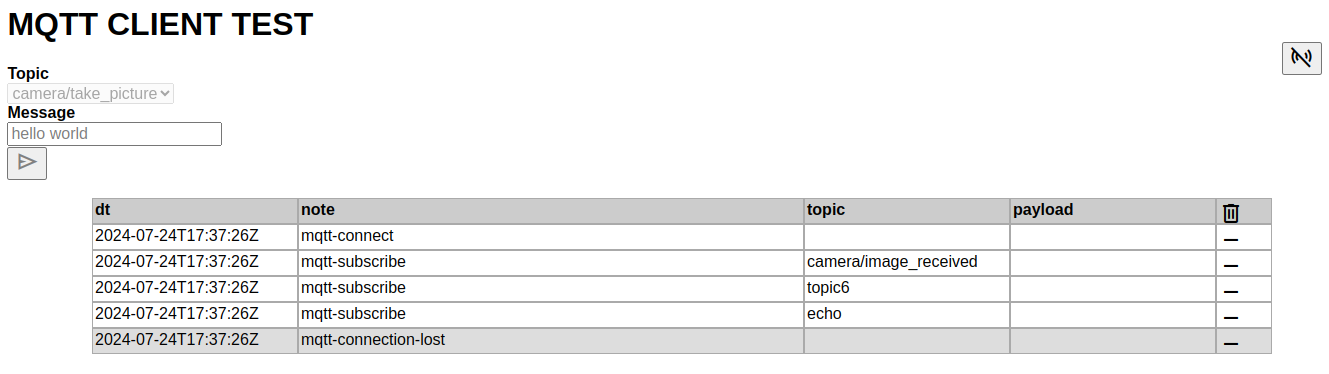 MQTT CLIENT TEST
Topic
camera/take_picture
Message
hello world
dt note topic payload
2024-07-24T17:37:26Z mqtt-connect
2024-07-24T17:37:26Z mqtt-subscribe camera/image_received
2024-07-24T17:37:26Z mqtt-subscribe topic6
2024-07-24T17:37:26Z mqtt-subscribe echo
2024-07-24T17:37:26Z mqtt-connection-lost